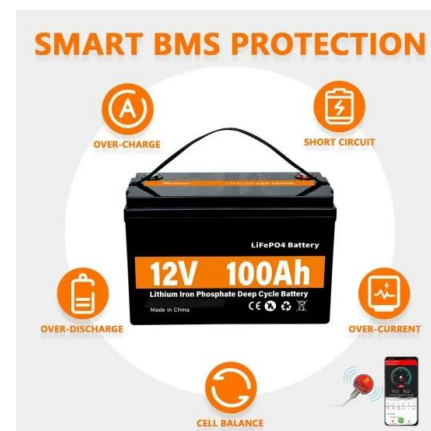 SMART BMS PROTECTION
A
OVER-CHARGE
SHORT CIRCUIT
LiFePO4 Battery
12V 100Ah
Lithium Iron Phosphate Deep Cycle Battery
Made in China
CE
OVER-DISCHARGE
OVER-CURRENT
CELL BALANCE